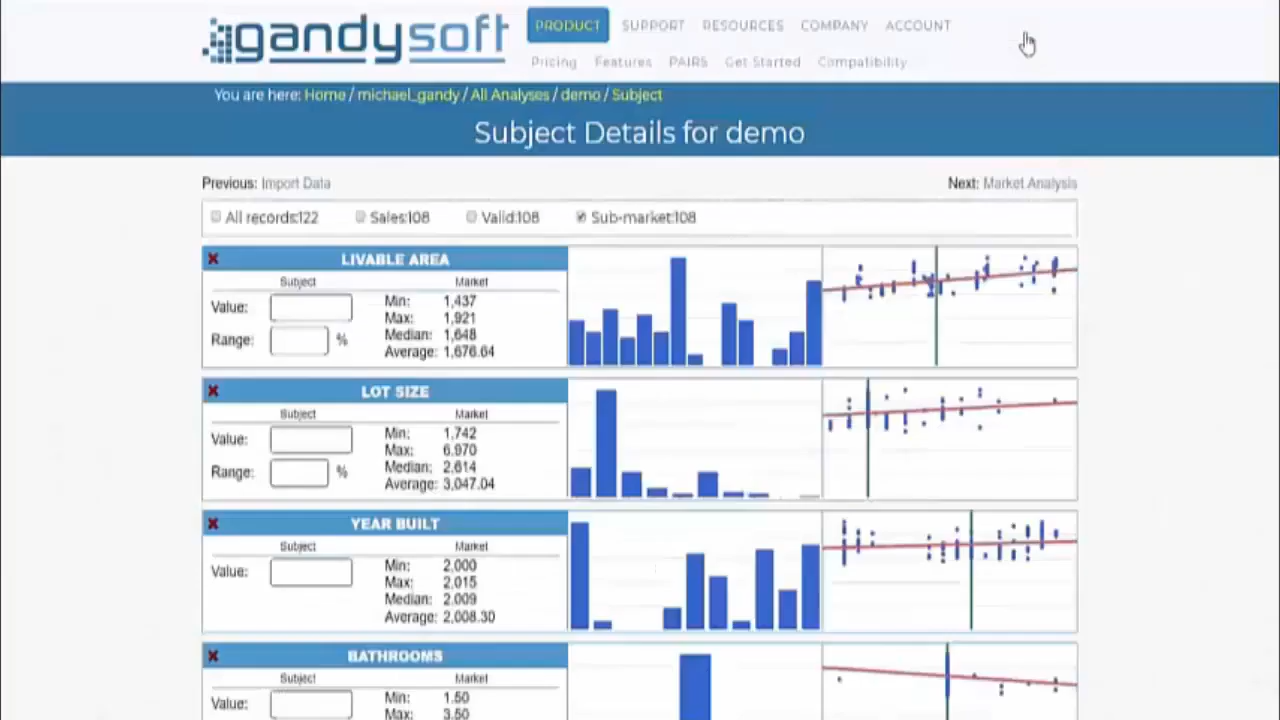 gandysoft
PRODUCT SUPPORT RESOURCES COMPANY ACCOUNT
Pricing Features PAIRS Get Started Compatibility
You are here: Home / michael_gandy / All Analyses / demo / Subject
Subject Details for demo
Previous: Import Data Next: Market Analysis
All records:122 Sales:108 Valid:108 Sub-market:108
LIVABLE AREA
Subject Market
Value: Min: 1,437
Max: 1,921
Range: % Median: 1,648
Average: 1,676.64
LOT SIZE
Subject Market
Value: Min: 1,742
Max: 6,970
Range: % Median: 2,614
Average: 3,047.04
YEAR BUILT
Subject Market
Value: Min: 2,000
Max: 2,015
Median: 2,009
Average: 2,008.30
BATHROOMS
Subject Market
Value: Min: 1.50
Max: 3.50